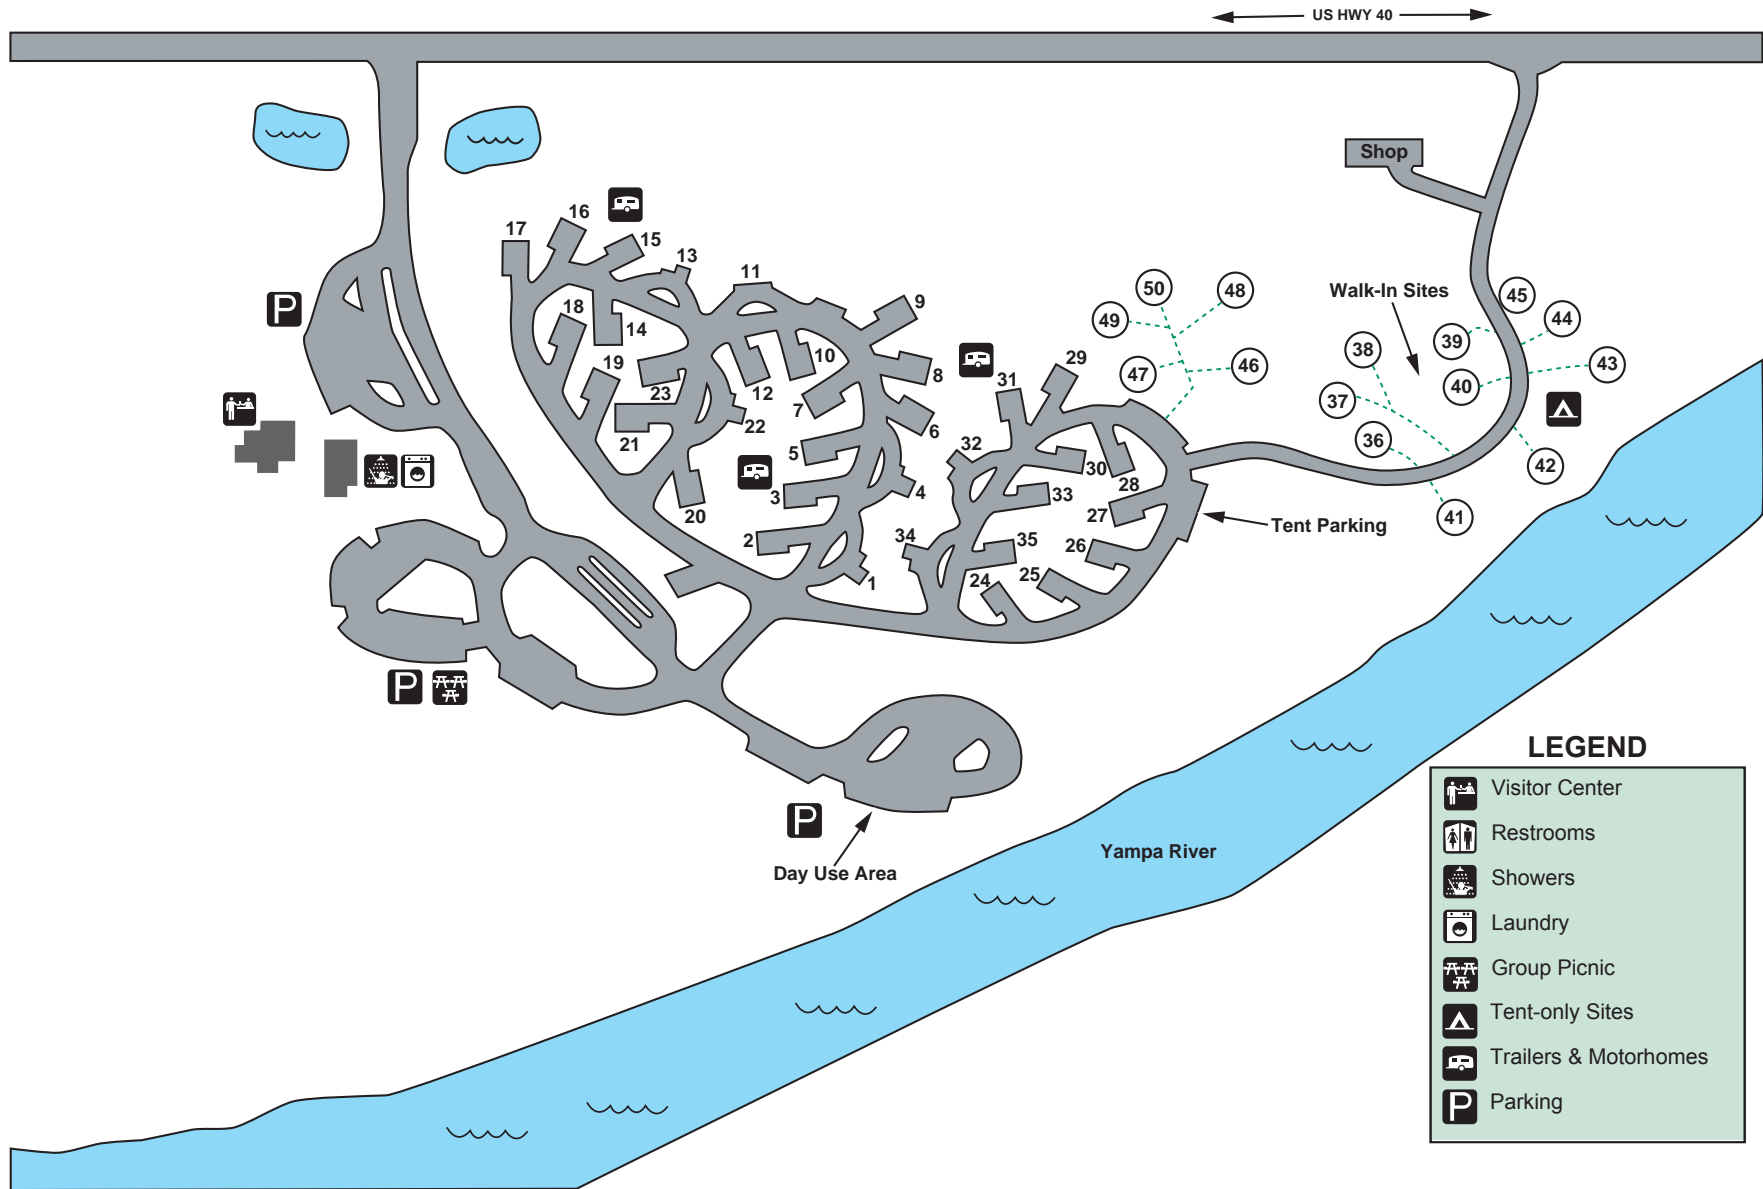 US HWY 40
Shop
16
17
15
13
11
9
18
14
19
10
8
12
23
7
22
6
21
5
3
4
20
2
1
50
48
49
47
46
29
31
32
30
28
33
27
34
35
26
25
24
Walk-In Sites
45
44
39
38
43
40
37
36
42
41
Tent Parking
P
P
P
Day Use Area
Yampa River
LEGEND
Visitor Center
Restrooms
Showers
Laundry
Group Picnic
Tent-only Sites
Trailers & Motorhomes
P Parking